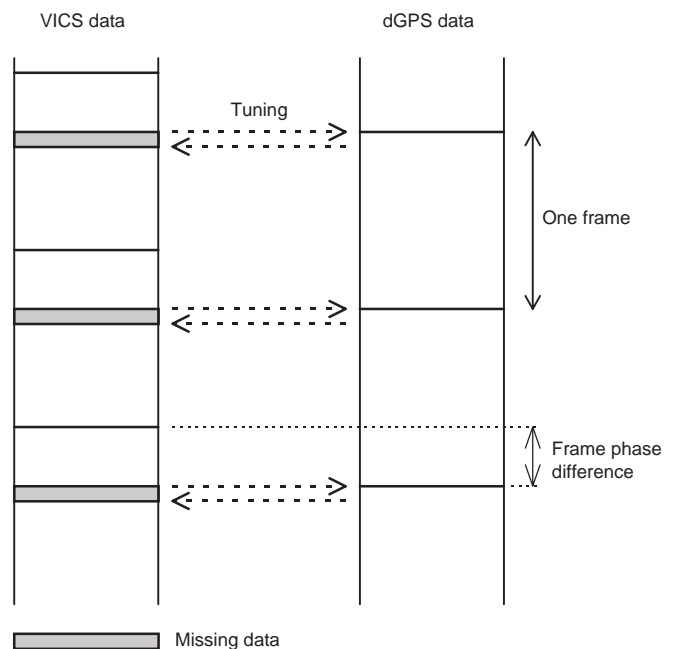 VICS data
dGPS data
Tuning
One frame
Frame phase
difference
Missing data